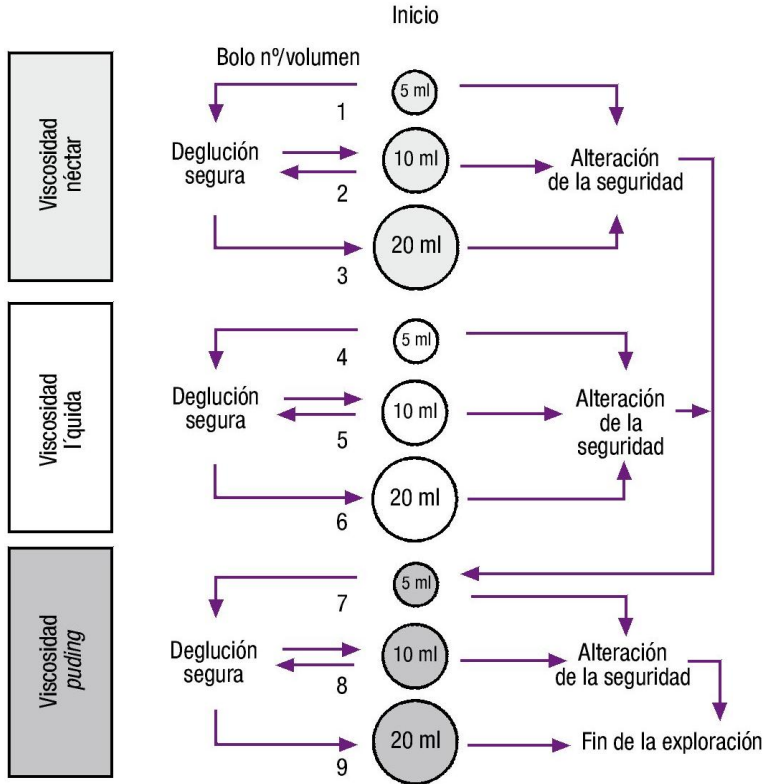 Inicio
Bolo nº/volumen
Viscosidad
néctar
5 ml
1
Deglución
segura
10 ml
2
Alteración
de la seguridad
20 ml
3
Viscosidad
l´quida
5 ml
4
Deglución
segura
10 ml
5
Alteración
de la
seguridad
20 ml
6
Viscosidad
puding
5 ml
7
Deglución
segura
10 ml
8
Alteración
de la seguridad
20 ml
9
Fin de la exploración